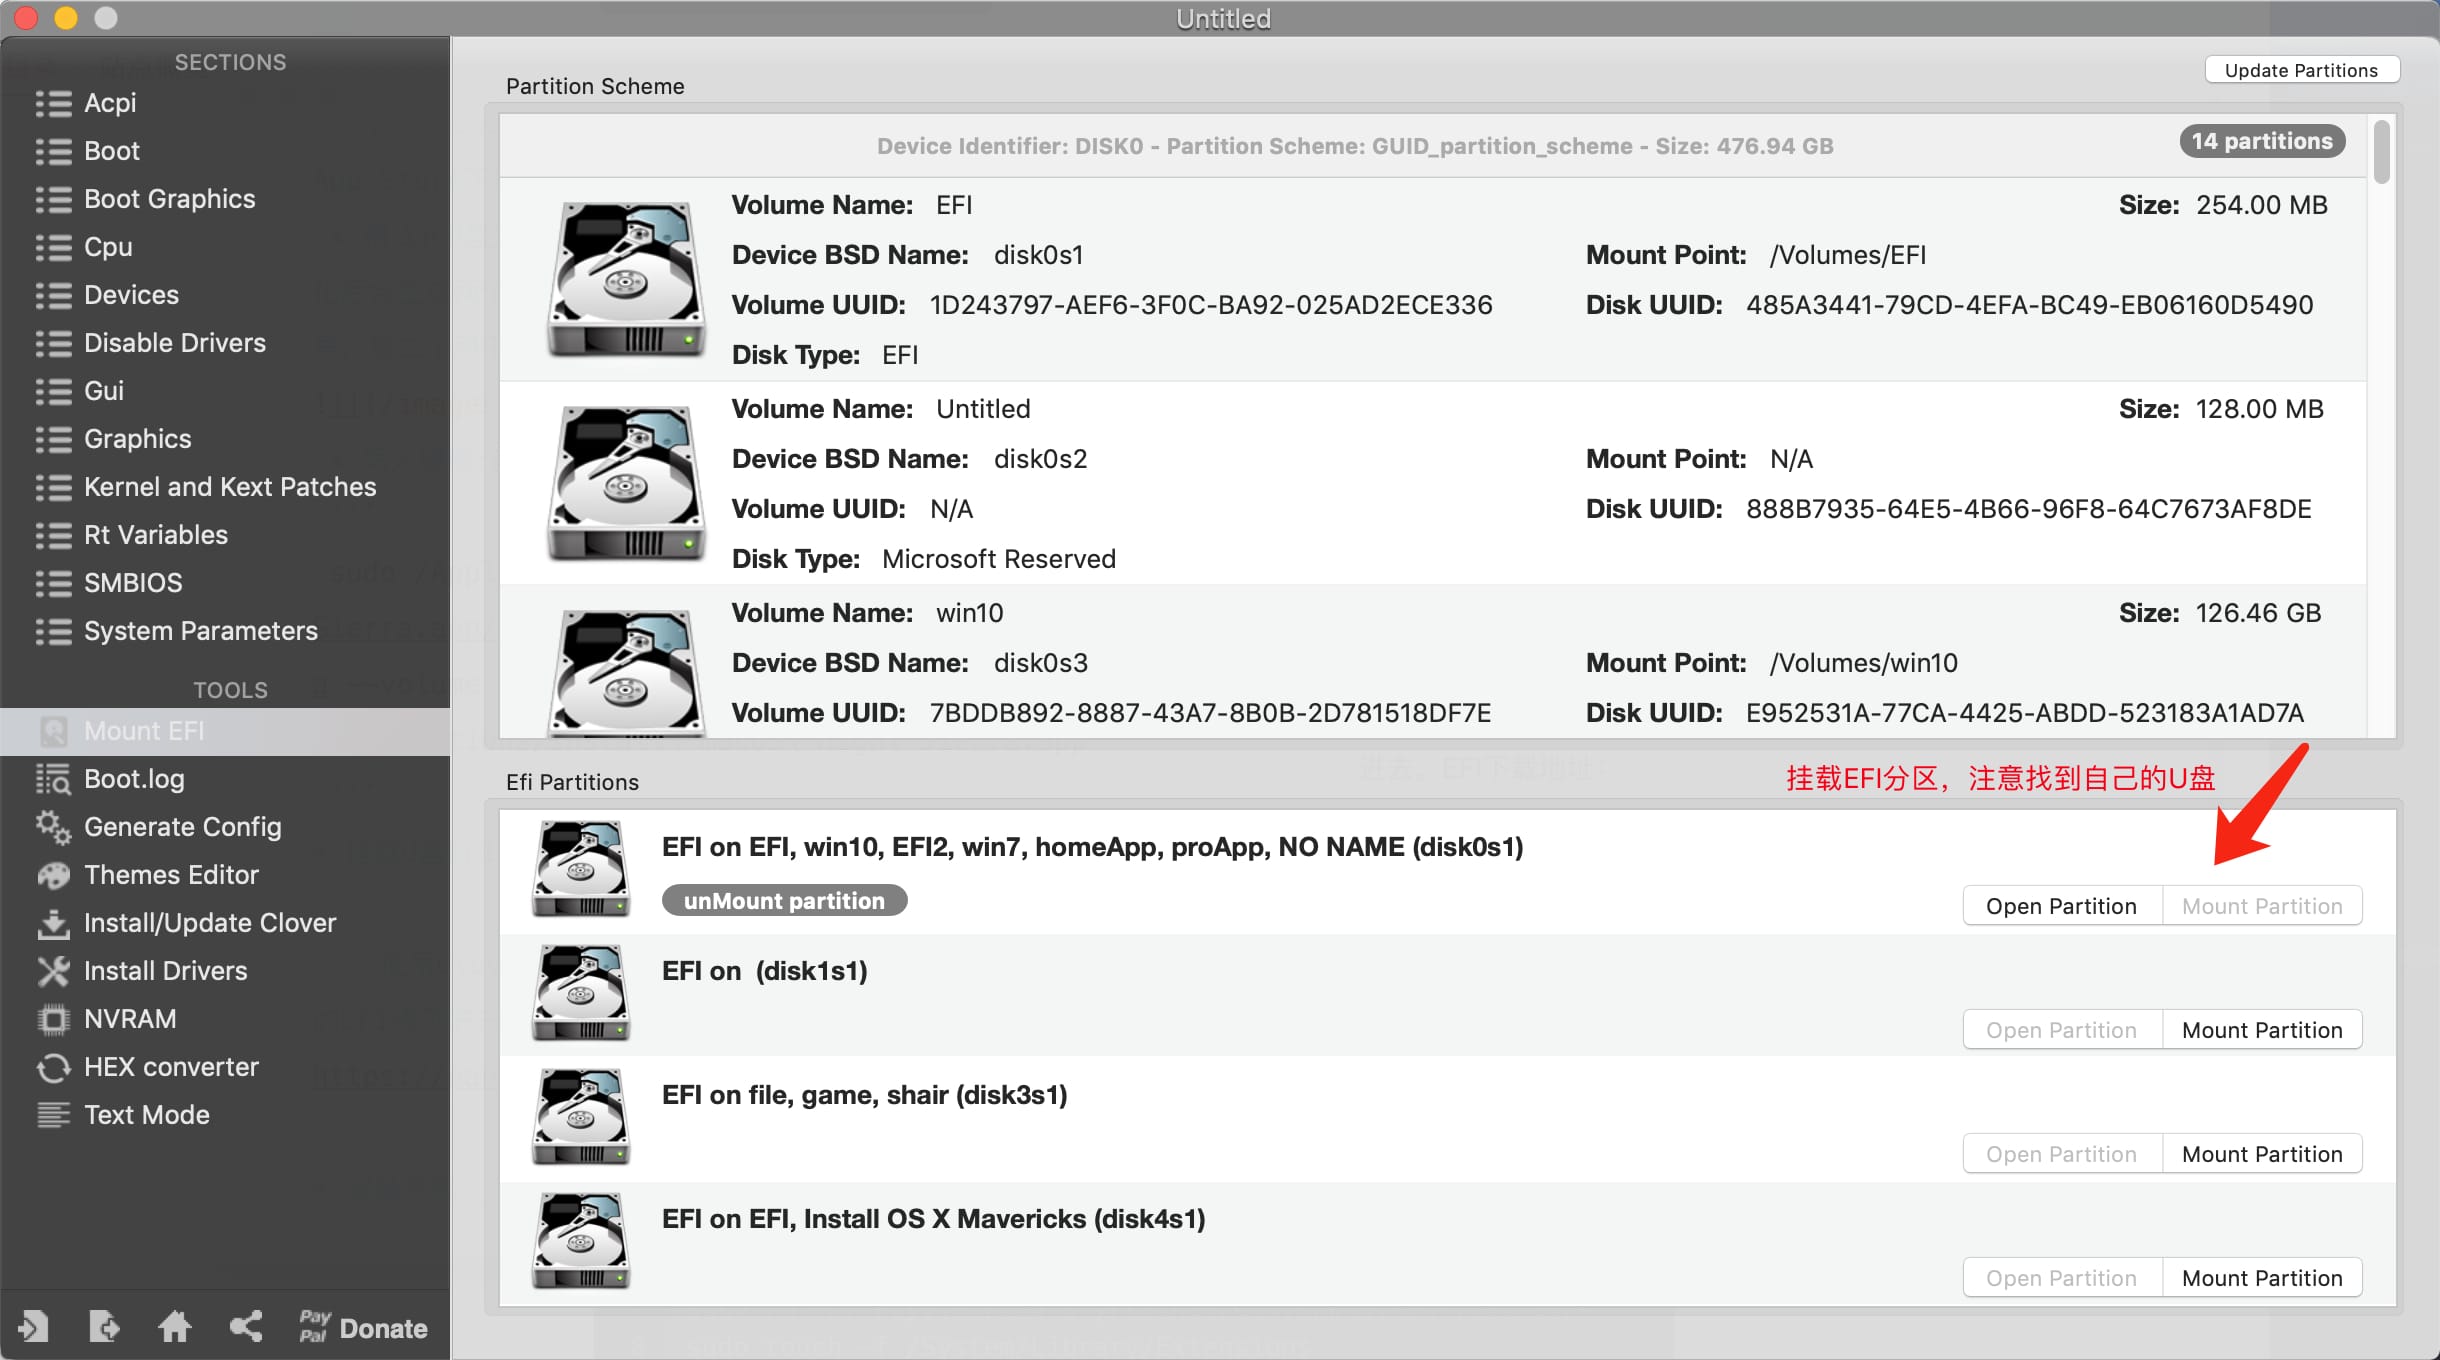 Untitled
SECTIONS
Acpi
Boot
Boot Graphics
Cpu
Devices
Disable Drivers
Gui
Graphics
Kernel and Kext Patches
Rt Variables
SMBIOS
System Parameters
TOOLS
Mount EFI
Boot.log
Generate Config
Themes Editor
Install/Update Clover
Install Drivers
NVRAM
HEX converter
Text Mode
Pay
Pal
Donate
Update Partitions
Partition Scheme
Device Identifier: DISK0 - Partition Scheme: GUID_partition_scheme - Size: 476.94 GB
14 partitions
Volume Name: EFI Size: 254.00 MB
Device BSD Name: disk0s1 Mount Point: /Volumes/EFI
Volume UUID: 1D243797-AEF6-3F0C-BA92-025AD2ECE336 Disk UUID: 485A3441-79CD-4EFA-BC49-EB06160D5490
Disk Type: EFI
Volume Name: Untitled Size: 128.00 MB
Device BSD Name: disk0s2 Mount Point: N/A
Volume UUID: N/A Disk UUID: 888B7935-64E5-4B66-96F8-64C7673AF8DE
Disk Type: Microsoft Reserved
Volume Name: win10 Size: 126.46 GB
Device BSD Name: disk0s3 Mount Point: /Volumes/win10
Volume UUID: 7BDDB892-8887-43A7-8B0B-2D781518DF7E Disk UUID: E952531A-77CA-4425-ABDD-523183A1AD7A
进去。EFI下载地址
Efi Partitions
挂载EFI分区，注意找到自己的U盘
EFI on EFI, win10, EFI2, win7, homeApp, proApp, NO NAME (disk0s1)
unMount partition
Open Partition Mount Partition
EFI on  (disk1s1)
Open Partition Mount Partition
EFI on file, game, shair (disk3s1)
Open Partition Mount Partition
EFI on EFI, Install OS X Mavericks (disk4s1)
Open Partition Mount Partition